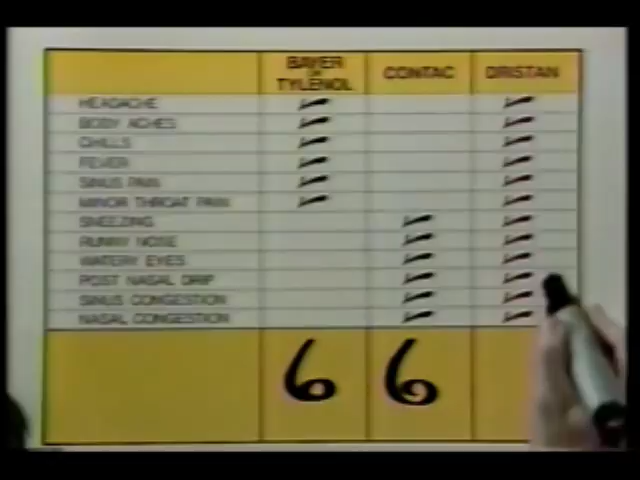 BAYER
OR
TYLENOL
CONTAC
DRISTAN
HEADACHE
BODY ACHES
CHILLS
FEVER
SINUS PAIN
MINOR THROAT PAIN
SNEEZING
RUNNY NOSE
WATERY EYES
POST NASAL DRIP
SINUS CONGESTION
NASAL CONGESTION
6 6